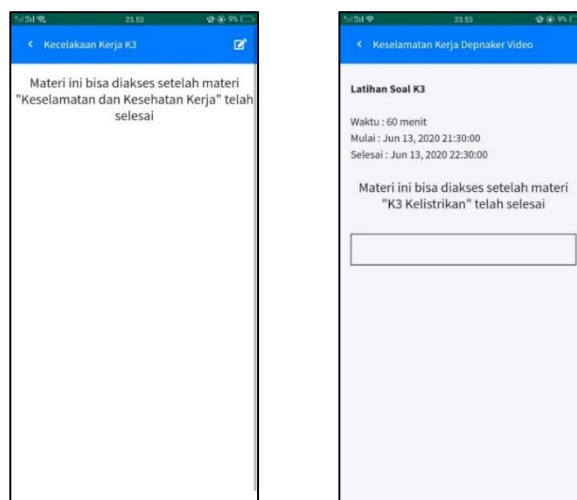 23.53
9%
Kecelakaan Kerja K3
Materi ini bisa diakses setelah materi
"Keselamatan dan Kesehatan Kerja" telah
selesai
23.53
9%
Keselamatan Kerja Depnaker Video
Latihan Soal K3
Waktu : 60 menit
Mulai : Jun 13, 2020 21:30:00
Selesai : Jun 13, 2020 22:30:00
Materi ini bisa diakses setelah materi
"K3 Kelistrikan" telah selesai